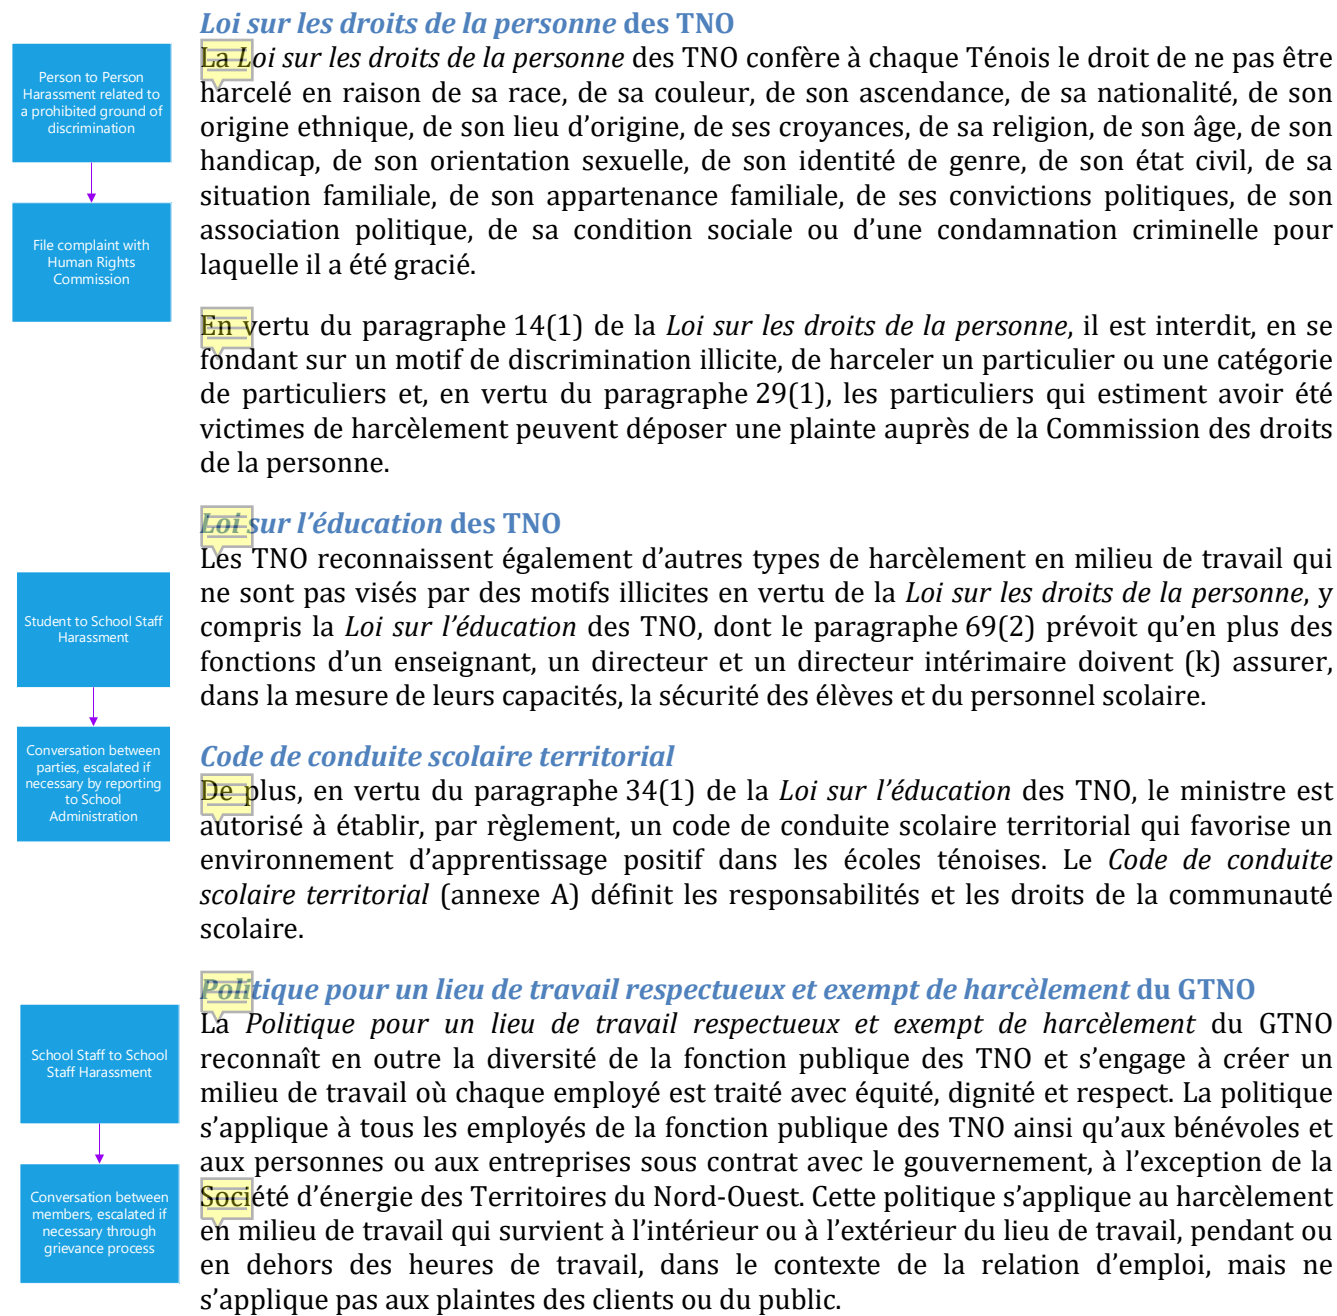 Loi sur les droits de la personne des TNO
Person to Person
Harassment related to
a prohibited ground of
discrimination
File complaint with
Human Rights
Commission
La Loi sur les droits de la personne des TNO confère à chaque Ténois le droit de ne pas être
harcelé en raison de sa race, de sa couleur, de son ascendance, de sa nationalité, de son
origine ethnique, de son lieu d’origine, de ses croyances, de sa religion, de son âge, de son
handicap, de son orientation sexuelle, de son identité de genre, de son état civil, de sa
situation familiale, de son appartenance familiale, de ses convictions politiques, de son
association politique, de sa condition sociale ou d’une condamnation criminelle pour
laquelle il a été gracié.
En vertu du paragraphe 14(1) de la Loi sur les droits de la personne, il est interdit, en se
fondant sur un motif de discrimination illicite, de harceler un particulier ou une catégorie
de particuliers et, en vertu du paragraphe 29(1), les particuliers qui estiment avoir été
victimes de harcèlement peuvent déposer une plainte auprès de la Commission des droits
de la personne.
Loi sur l’éducation des TNO
Student to School Staff
Harassment
Conversation between
parties, escalated if
necessary by reporting
to School
Administration
Les TNO reconnaissent également d’autres types de harcèlement en milieu de travail qui
ne sont pas visés par des motifs illicites en vertu de la Loi sur les droits de la personne, y
compris la Loi sur l’éducation des TNO, dont le paragraphe 69(2) prévoit qu’en plus des
fonctions d’un enseignant, un directeur et un directeur intérimaire doivent (k) assurer,
dans la mesure de leurs capacités, la sécurité des élèves et du personnel scolaire.
Code de conduite scolaire territorial
De plus, en vertu du paragraphe 34(1) de la Loi sur l’éducation des TNO, le ministre est
autorisé à établir, par règlement, un code de conduite scolaire territorial qui favorise un
environnement d’apprentissage positif dans les écoles ténoises. Le Code de conduite
scolaire territorial (annexe A) définit les responsabilités et les droits de la communauté
scolaire.
Politique pour un lieu de travail respectueux et exempt de harcèlement du GTNO
School Staff to School
Staff Harassment
Conversation between
members, escalated if
necessary through
grievance process
La Politique pour un lieu de travail respectueux et exempt de harcèlement du GTNO
reconnaît en outre la diversité de la fonction publique des TNO et s’engage à créer un
milieu de travail où chaque employé est traité avec équité, dignité et respect. La politique
s’applique à tous les employés de la fonction publique des TNO ainsi qu’aux bénévoles et
aux personnes ou aux entreprises sous contrat avec le gouvernement, à l’exception de la
Société d’énergie des Territoires du Nord-Ouest. Cette politique s’applique au harcèlement
en milieu de travail qui survient à l’intérieur ou à l’extérieur du lieu de travail, pendant ou
en dehors des heures de travail, dans le contexte de la relation d’emploi, mais ne
s’applique pas aux plaintes des clients ou du public.